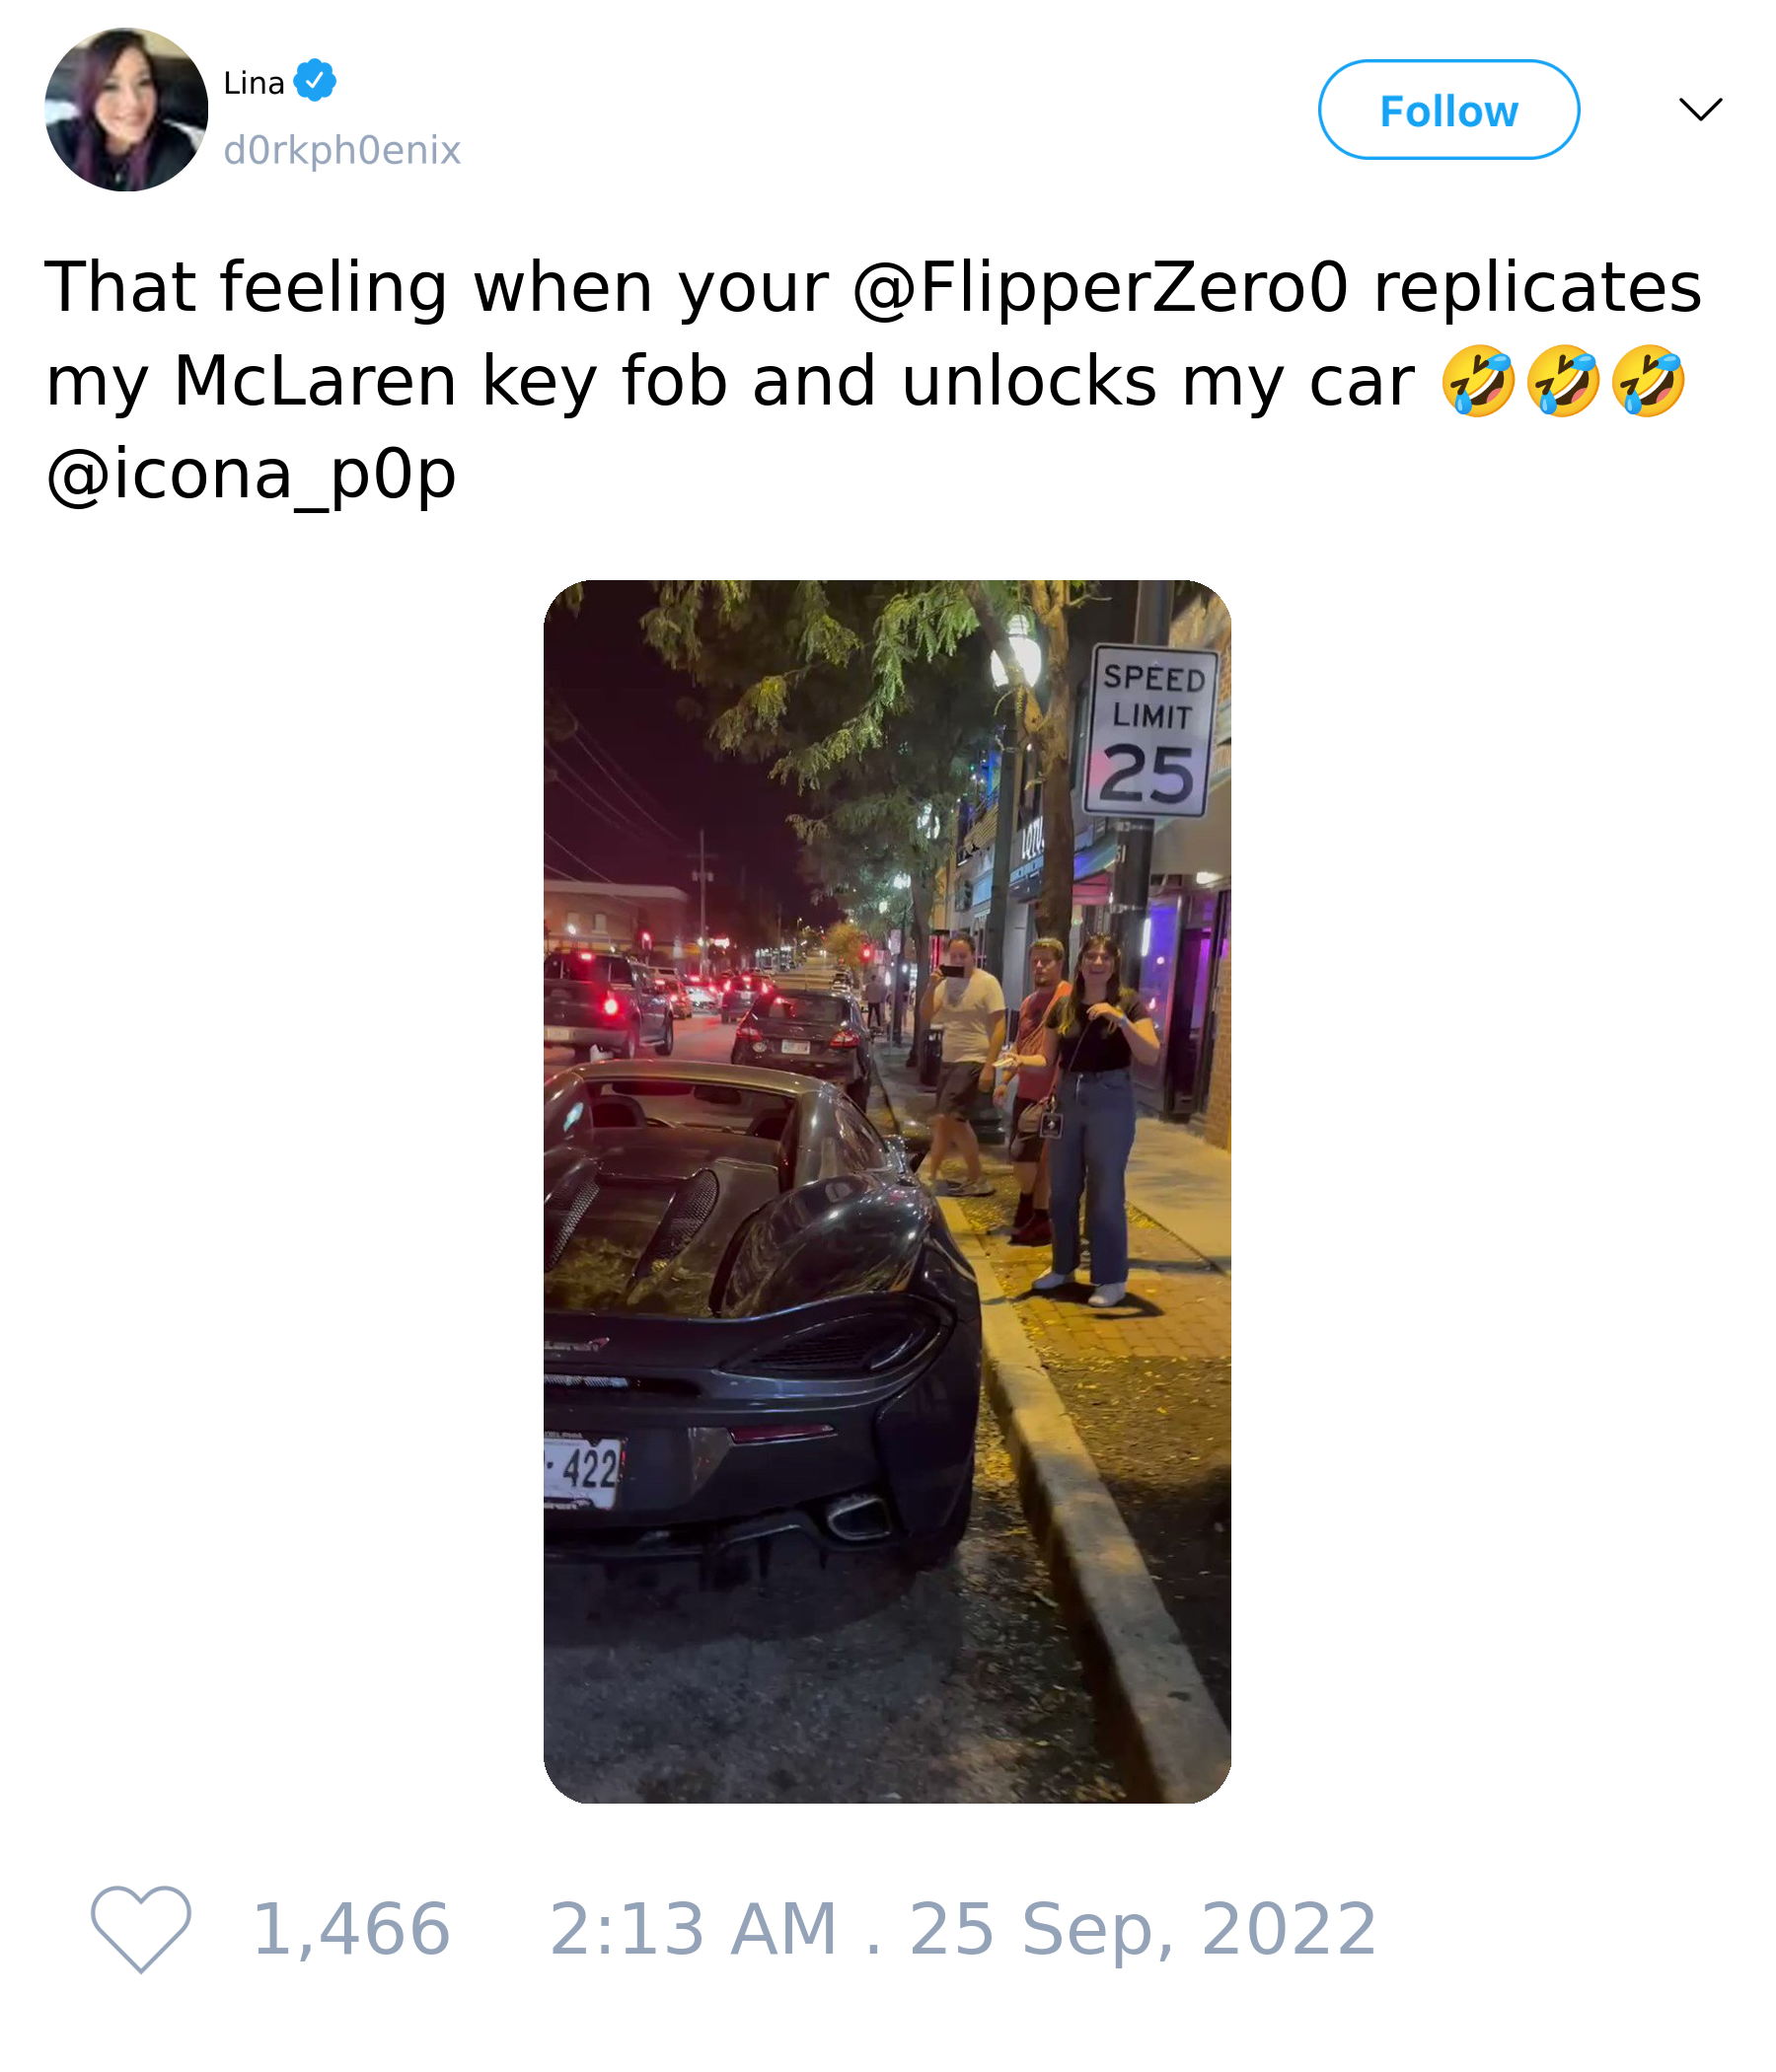 Lina
d0rkph0enix
Follow
That feeling when your @FlipperZero0 replicates
my McLaren key fob and unlocks my car 🤣🤣🤣
@icona_p0p
SPEED
LIMIT
25
422
1,466 2:13 AM . 25 Sep, 2022